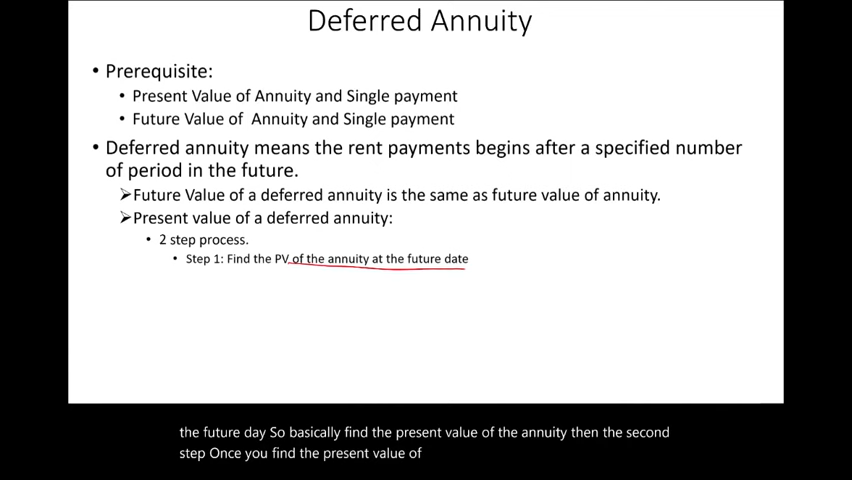 Deferred Annuity
• Prerequisite:
• Present Value of Annuity and Single payment
• Future Value of  Annuity and Single payment
• Deferred annuity means the rent payments begins after a specified number
of period in the future.
➢Future Value of a deferred annuity is the same as future value of annuity.
➢Present value of a deferred annuity:
• 2 step process.
• Step 1: Find the PV of the annuity at the future date
the future day So basically find the present value of the annuity then the second
step Once you find the present value of